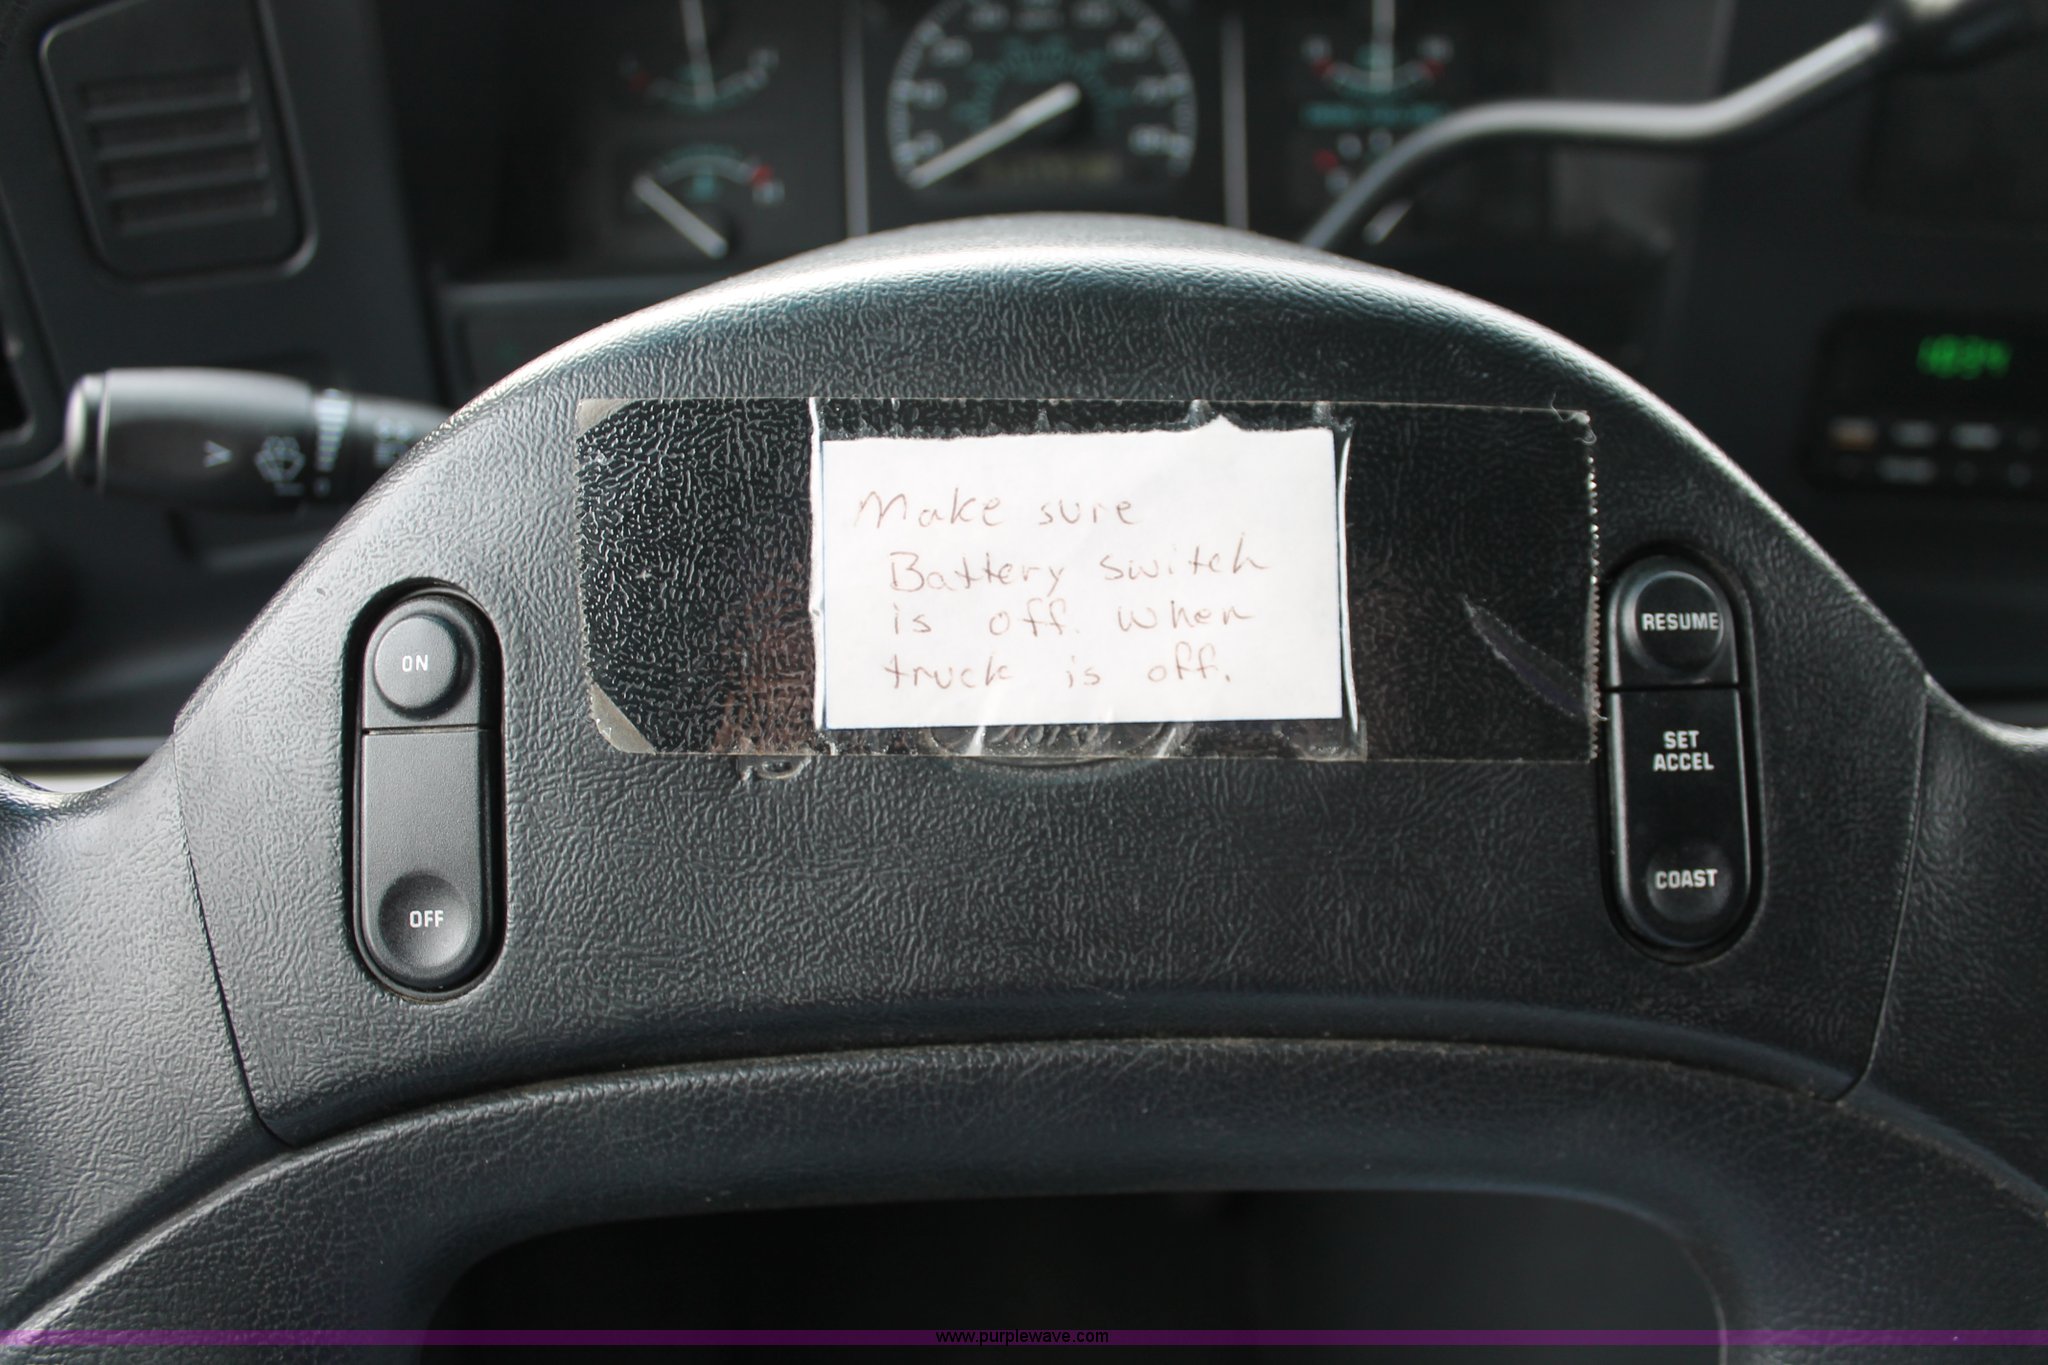 Make sure
Battery switch
is off. when
truck is off.
ON
OFF
RESUME
SET
ACCEL
COAST
www.purplewave.com